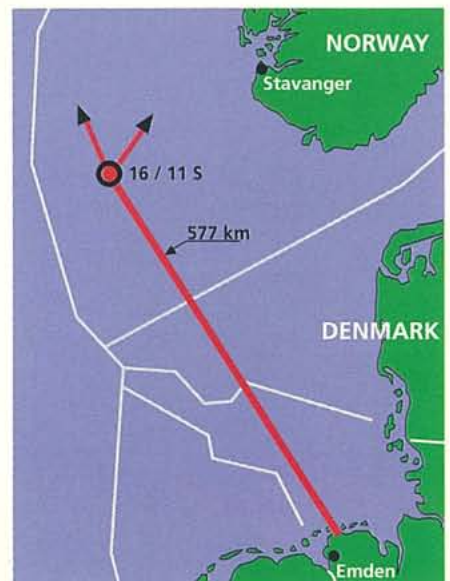 NORWAY
Stavanger
16 / 11 S
577 km
DENMARK
Emden